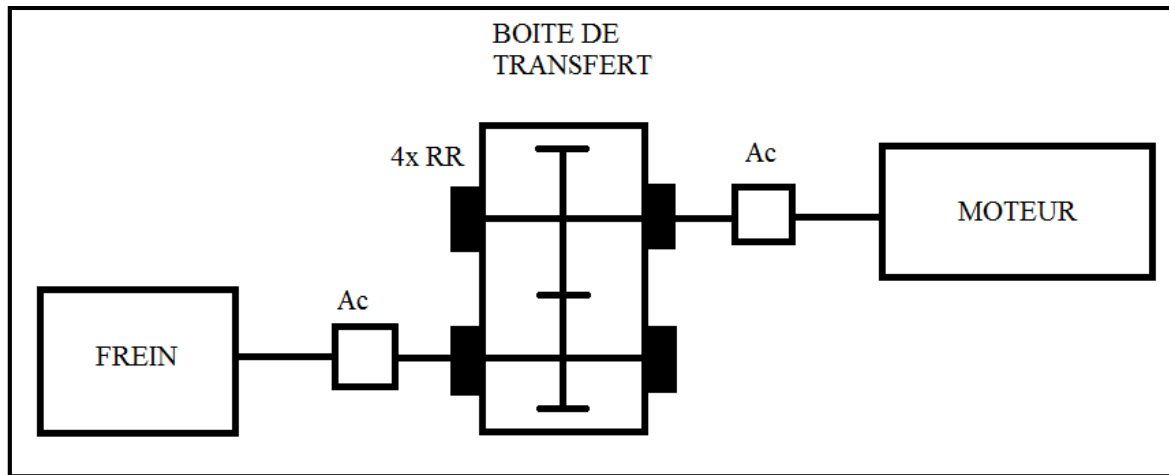 BOITE DE
TRANSFERT
4x RR
Ac
MOTEUR
Ac
FREIN